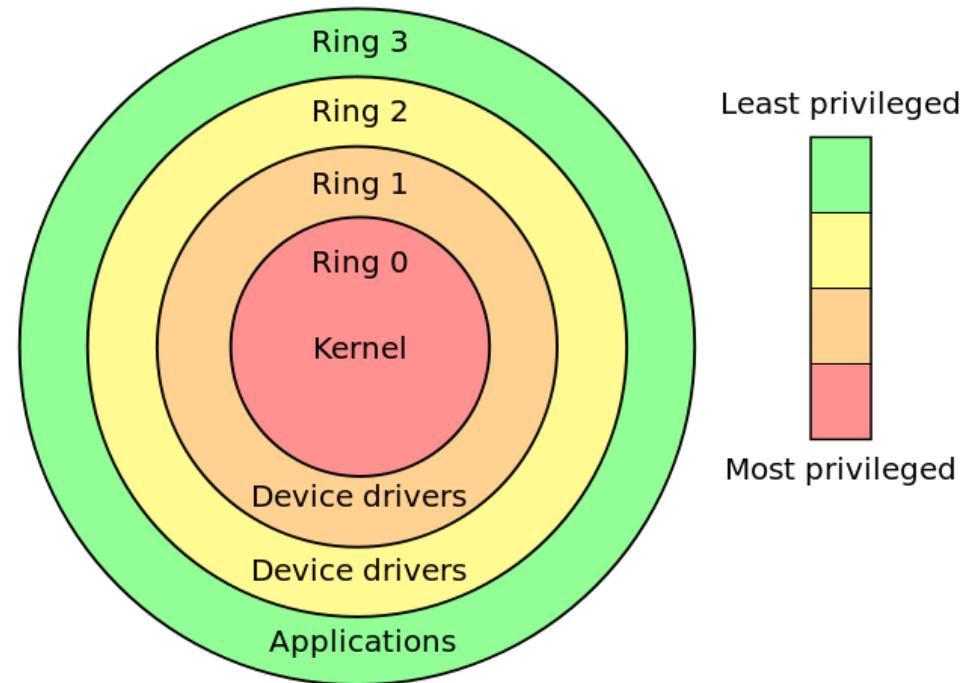 Ring 3
Ring 2
Ring 1
Ring 0
Kernel
Device drivers
Device drivers
Applications
Least privileged
Most privileged